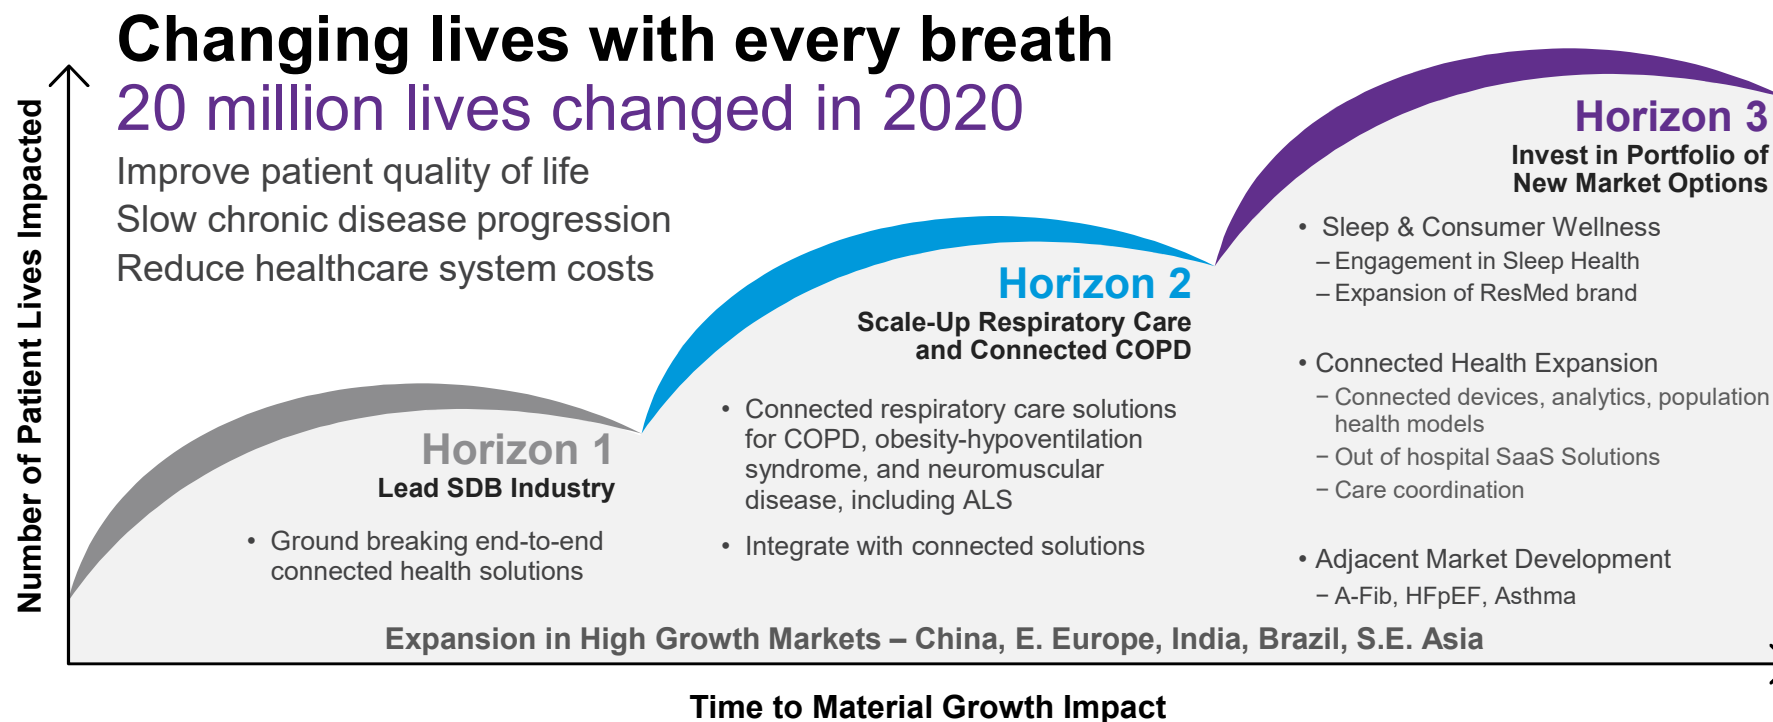 Changing lives with every breath
20 million lives changed in 2020
Improve patient quality of life
Slow chronic disease progression
Reduce healthcare system costs
Number of Patient Lives Impacted
Horizon 1
Lead SDB Industry
• Ground breaking end-to-end
connected health solutions
Horizon 2
Scale-Up Respiratory Care
and Connected COPD
• Connected respiratory care solutions
for COPD, obesity-hypoventilation
syndrome, and neuromuscular
disease, including ALS
• Integrate with connected solutions
Horizon 3
Invest in Portfolio of
New Market Options
• Sleep & Consumer Wellness
– Engagement in Sleep Health
– Expansion of ResMed brand
• Connected Health Expansion
− Connected devices, analytics, population
health models
− Out of hospital SaaS Solutions
− Care coordination
• Adjacent Market Development
− A-Fib, HFpEF, Asthma
Expansion in High Growth Markets – China, E. Europe, India, Brazil, S.E. Asia
Time to Material Growth Impact